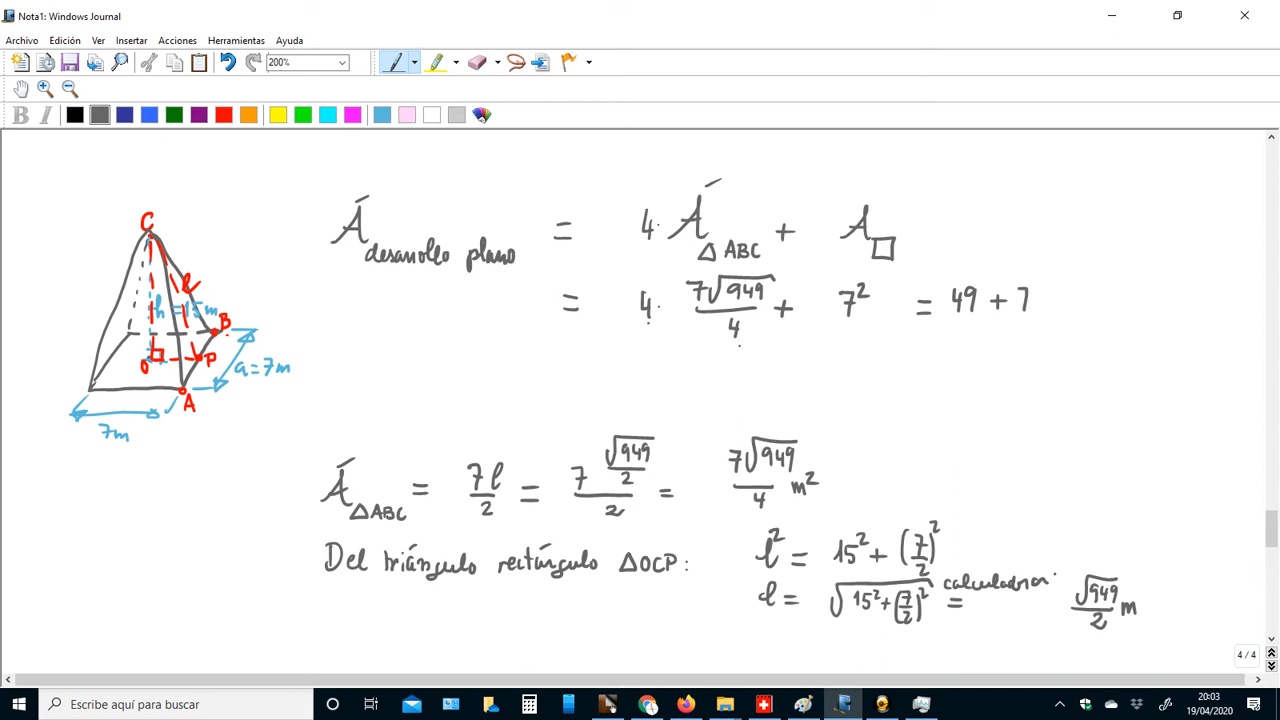 Nota1: Windows Journal
Archivo Edición Ver Insertar Acciones Herramientas Ayuda
200%
B I
Á desarrollo plano = 4· Á △ ABC + A □
= 4· 7√949/4 + 7² = 49 + 7
C
l
h = 15 m
B
O
P
a = 7m
A
7m
Á △ABC = 7l/2 = 7 √949/2 / 2 = 7√949/4 m²
Del triángulo rectángulo △OCP: l² = 15² + (7/2)²
l = √15²+(7/2)² = calculadora √949/2 m
4 / 4
Escribe aquí para buscar
20:03
19/04/2020